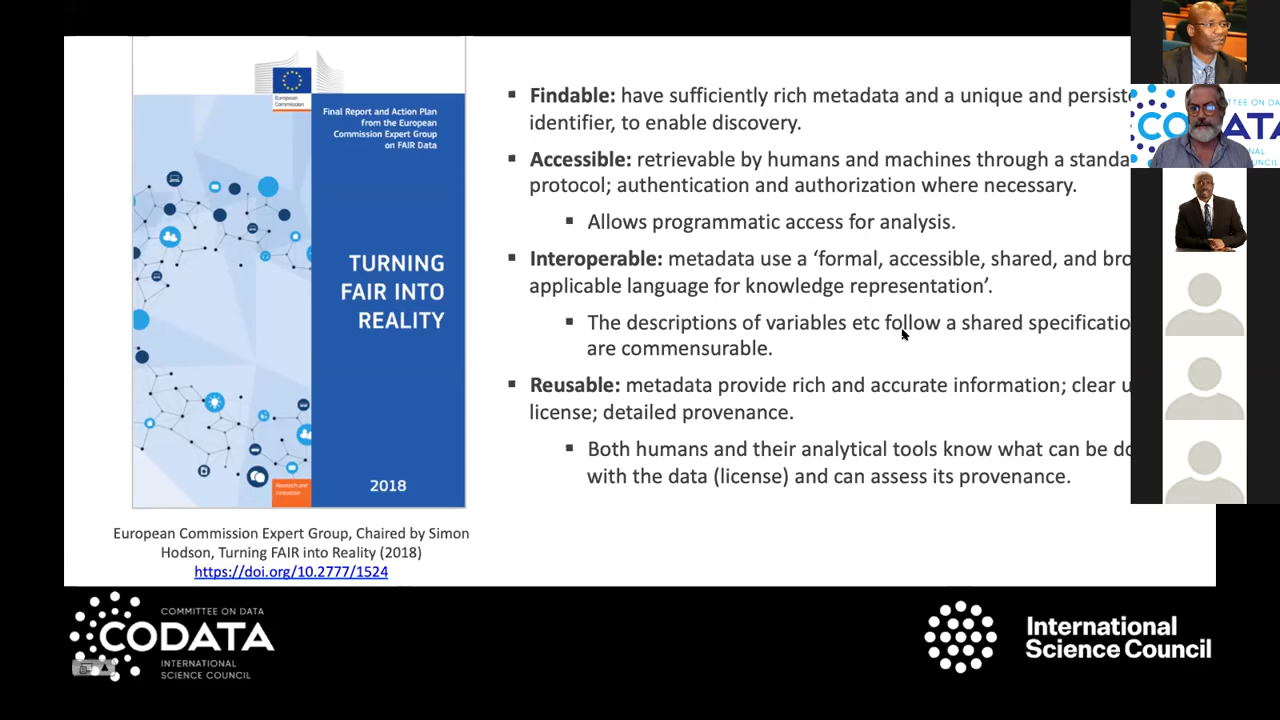 European
Commission
Final Report and Action Plan
from the European
Commission Expert Group
on FAIR Data
TURNING
FAIR INTO
REALITY
Research and
Innovation
2018
European Commission Expert Group, Chaired by Simon
Hodson, Turning FAIR into Reality (2018)
https://doi.org/10.2777/1524
▪ Findable: have sufficiently rich metadata and a unique and
identifier, to enable discovery.
▪ Accessible: retrievable by humans and machines through a
protocol; authentication and authorization where necessary.
▪ Allows programmatic access for analysis.
▪ Interoperable: metadata use a ‘formal, accessible, shared, and
applicable language for knowledge representation’.
▪ The descriptions of variables etc follow a shared
are commensurable.
▪ Reusable: metadata provide rich and accurate information; clear
license; detailed provenance.
▪ Both humans and their analytical tools know what can be
with the data (license) and can assess its provenance.
COMMITTEE ON DATA
CODATA
INTERNATIONAL
SCIENCE COUNCIL
International
Science Council